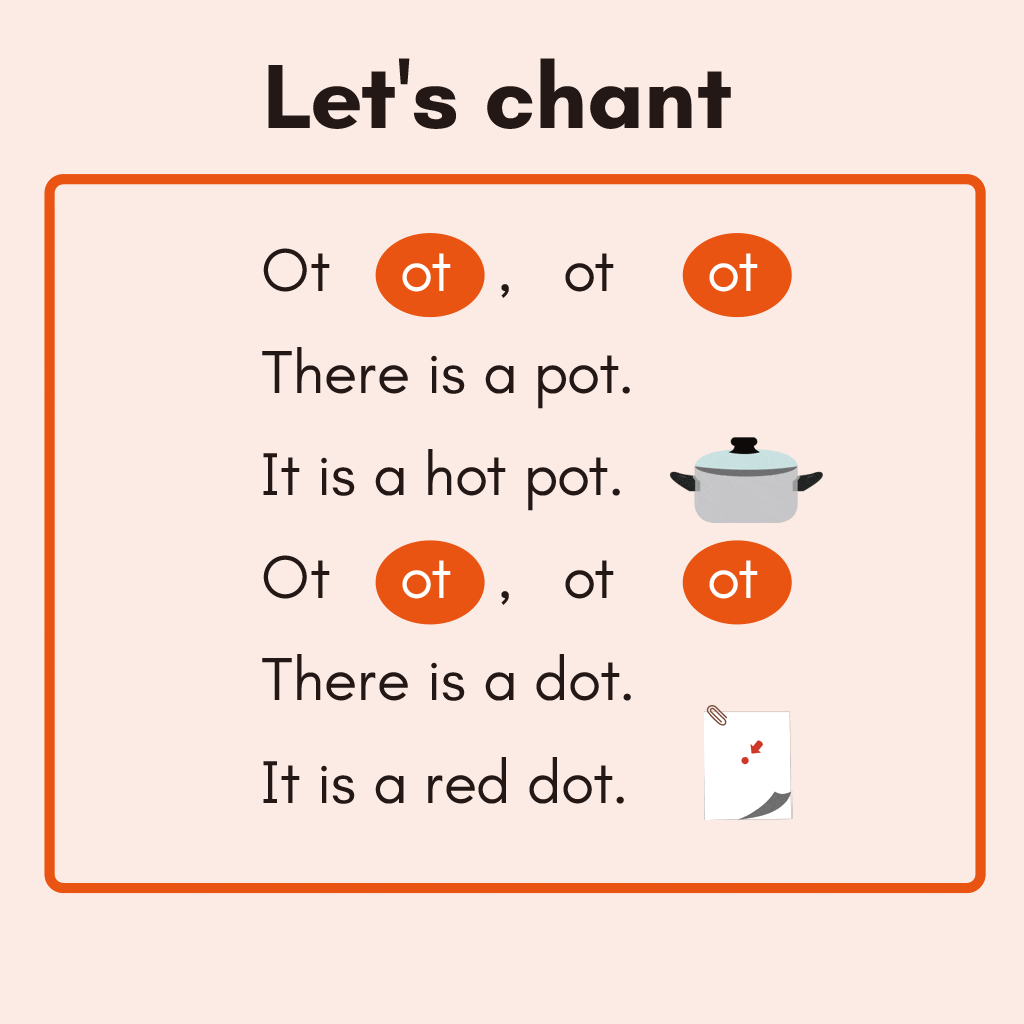 Let's chant
Ot ot , ot ot
There is a pot.
It is a hot pot.
Ot ot , ot ot
There is a dot.
It is a red dot.